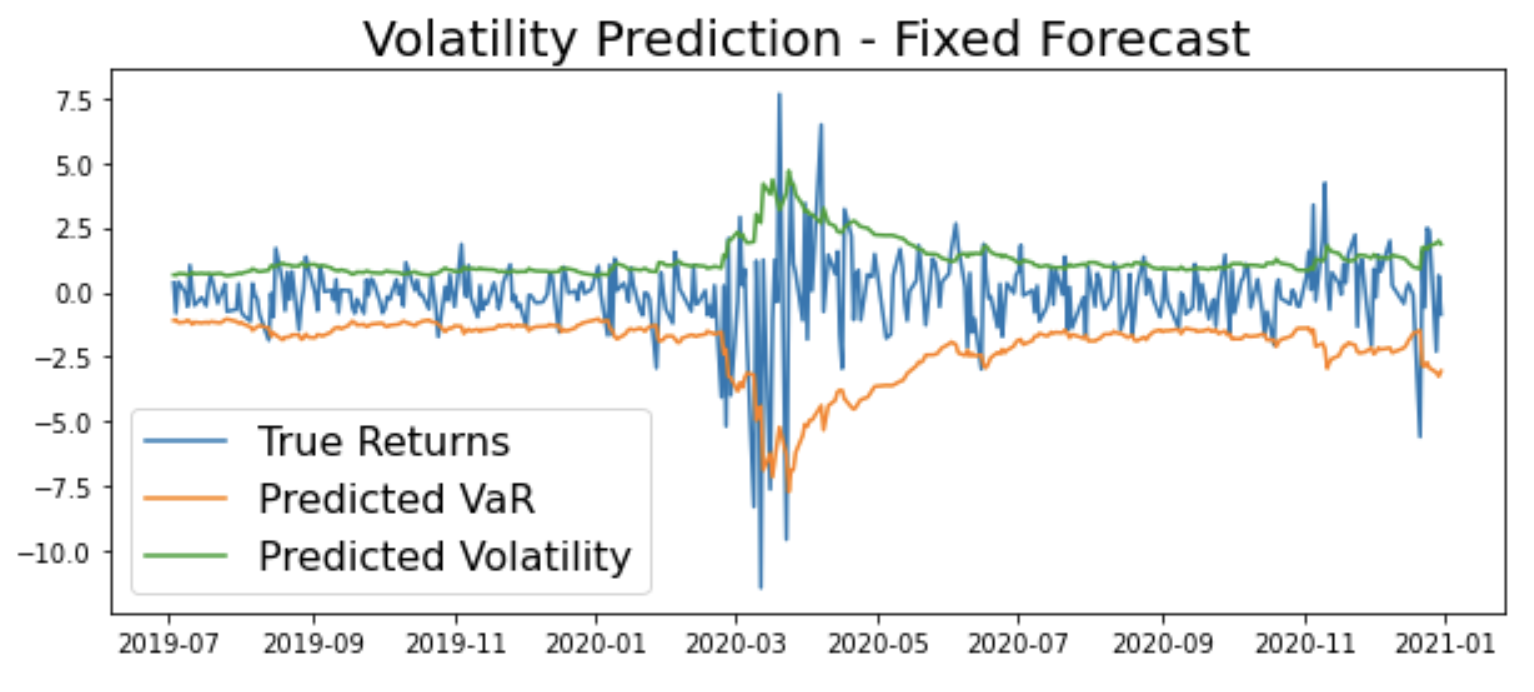 Volatility Prediction - Fixed Forecast
7.5
5.0
2.5
0.0
−2.5
−5.0
−7.5
−10.0
True Returns
Predicted VaR
Predicted Volatility
2019-07 2019-09 2019-11 2020-01 2020-03 2020-05 2020-07 2020-09 2020-11 2021-01